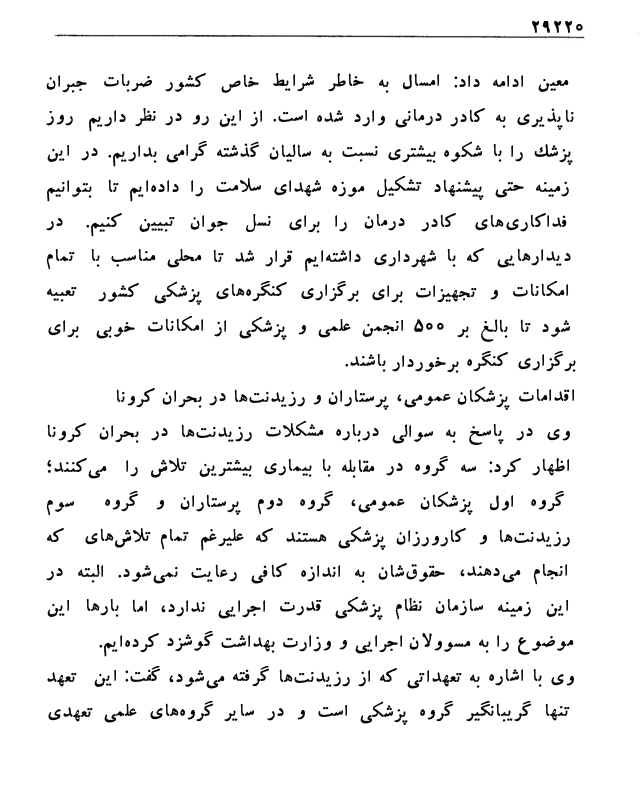 ۲۹۲۲۰
معین ادامه داد: امسال به خاطر شرایط خاص کشور ضربات جبران
ناپذیری به کادر درمانی وارد شده است. از این رو در نظر داریم روز
پزشك را با شکوه بیشتری نسبت به سالیان گذشته گرامی بداریم. در این
زمینه حتی پیشنهاد تشکیل موزه شهدای سلامت را داده‌ایم تا بتوانیم
فداکاری‌های کادر درمان را برای نسل جوان تبیین کنیم. در
دیدارهایی که با شهرداری داشته‌ایم قرار شد تا محلی مناسب با تمام
امکانات و تجهیزات برای برگزاری کنگره‌های پزشکی کشور تعبیه
شود تا بالغ بر ۵۰۰ انجمن علمی و پزشکی از امکانات خوبی برای
برگزاری کنگره برخوردار باشند.
اقدامات پزشکان عمومی، پرستاران و رزیدنت‌ها در بحران کرونا
وی در پاسخ به سوالی درباره مشکلات رزیدنت‌ها در بحران کرونا
اظهار کرد: سه گروه در مقابله با بیماری بیشترین تلاش را می‌کنند؛
گروه اول پزشکان عمومی، گروه دوم پرستاران و گروه سوم
رزیدنت‌ها و کارورزان پزشکی هستند که علیرغم تمام تلاش‌های که
انجام می‌دهند، حقوق‌شان به اندازه کافی رعایت نمی‌شود. البته در
این زمینه سازمان نظام پزشکی قدرت اجرایی ندارد، اما بارها این
موضوع را به مسوولان اجرایی و وزارت بهداشت گوشزد کرده‌ایم.
وی با اشاره به تعهداتی که از رزیدنت‌ها گرفته می‌شود، گفت: این تعهد
تنها گریبانگیر گروه پزشکی است و در سایر گروه‌های علمی تعهدی